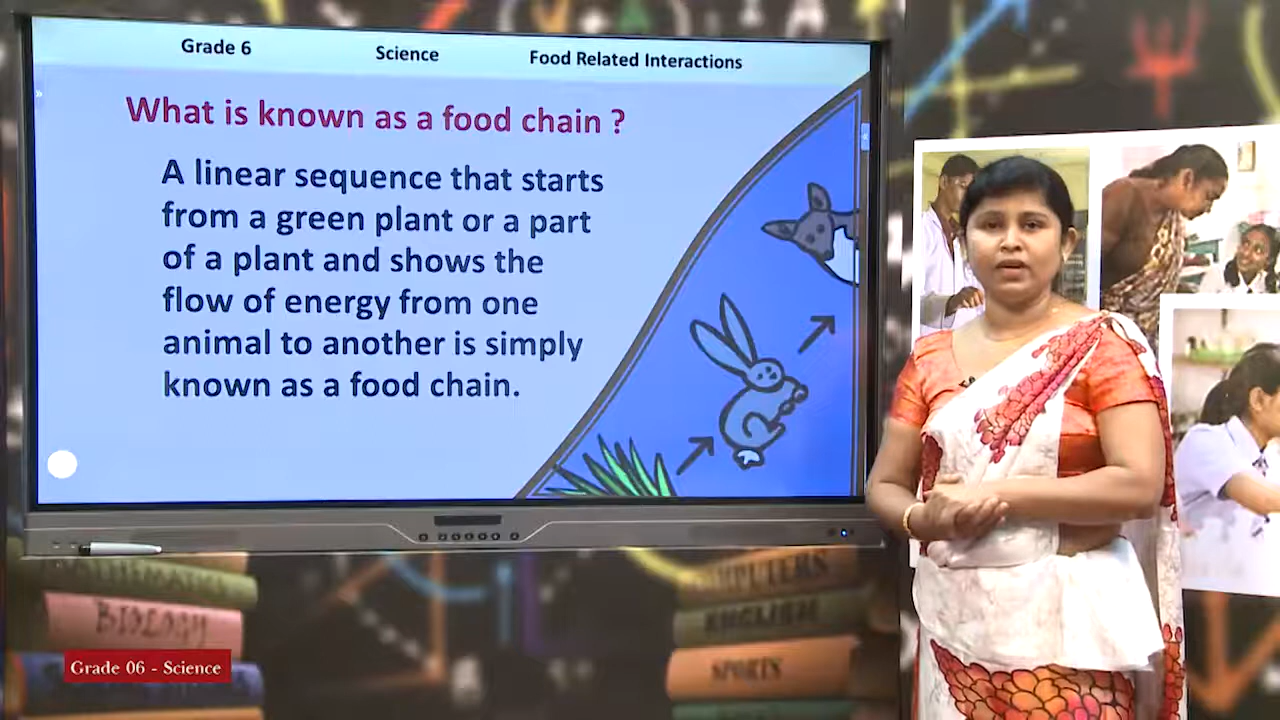 Grade 6 Science Food Related Interactions
What is known as a food chain ?
A linear sequence that starts
from a green plant or a part
of a plant and shows the
flow of energy from one
animal to another is simply
known as a food chain.
MATHEMATICS
BIOLOGY
COMPUTERS
ENGLISH
SPORTS
Grade 06 - Science